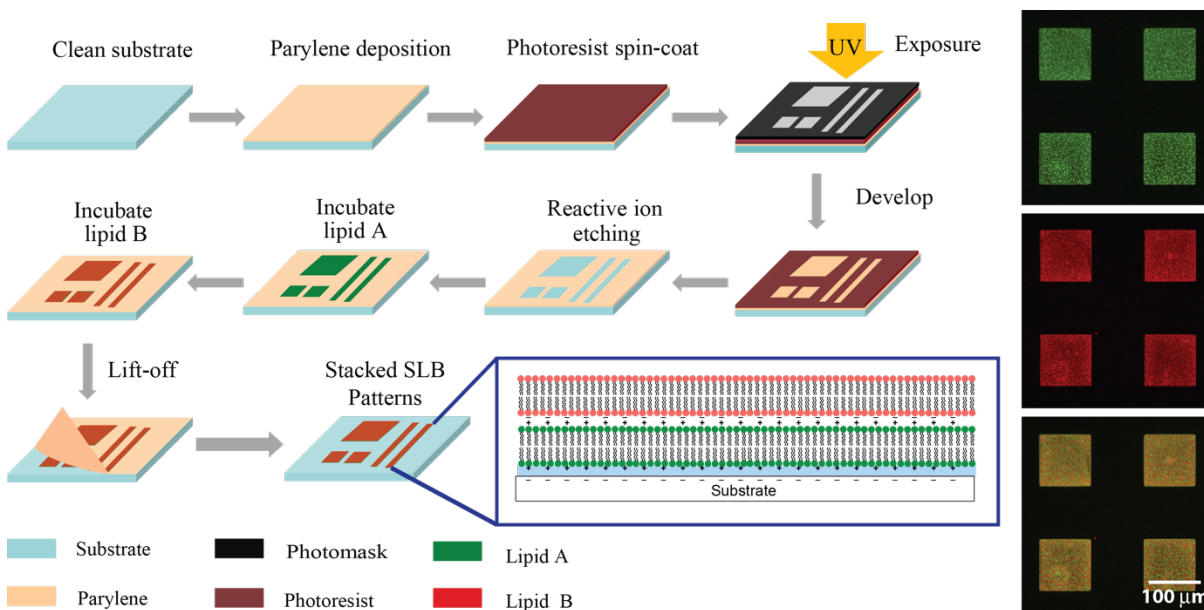 Clean substrate
Parylene deposition
Photoresist spin-coat
UV
Exposure
Develop
Reactive ion
etching
Incubate
lipid A
Incubate
lipid B
Lift-off
Stacked SLB
Patterns
Substrate
Substrate
Photomask
Lipid A
Parylene
Photoresist
Lipid B
100 µm